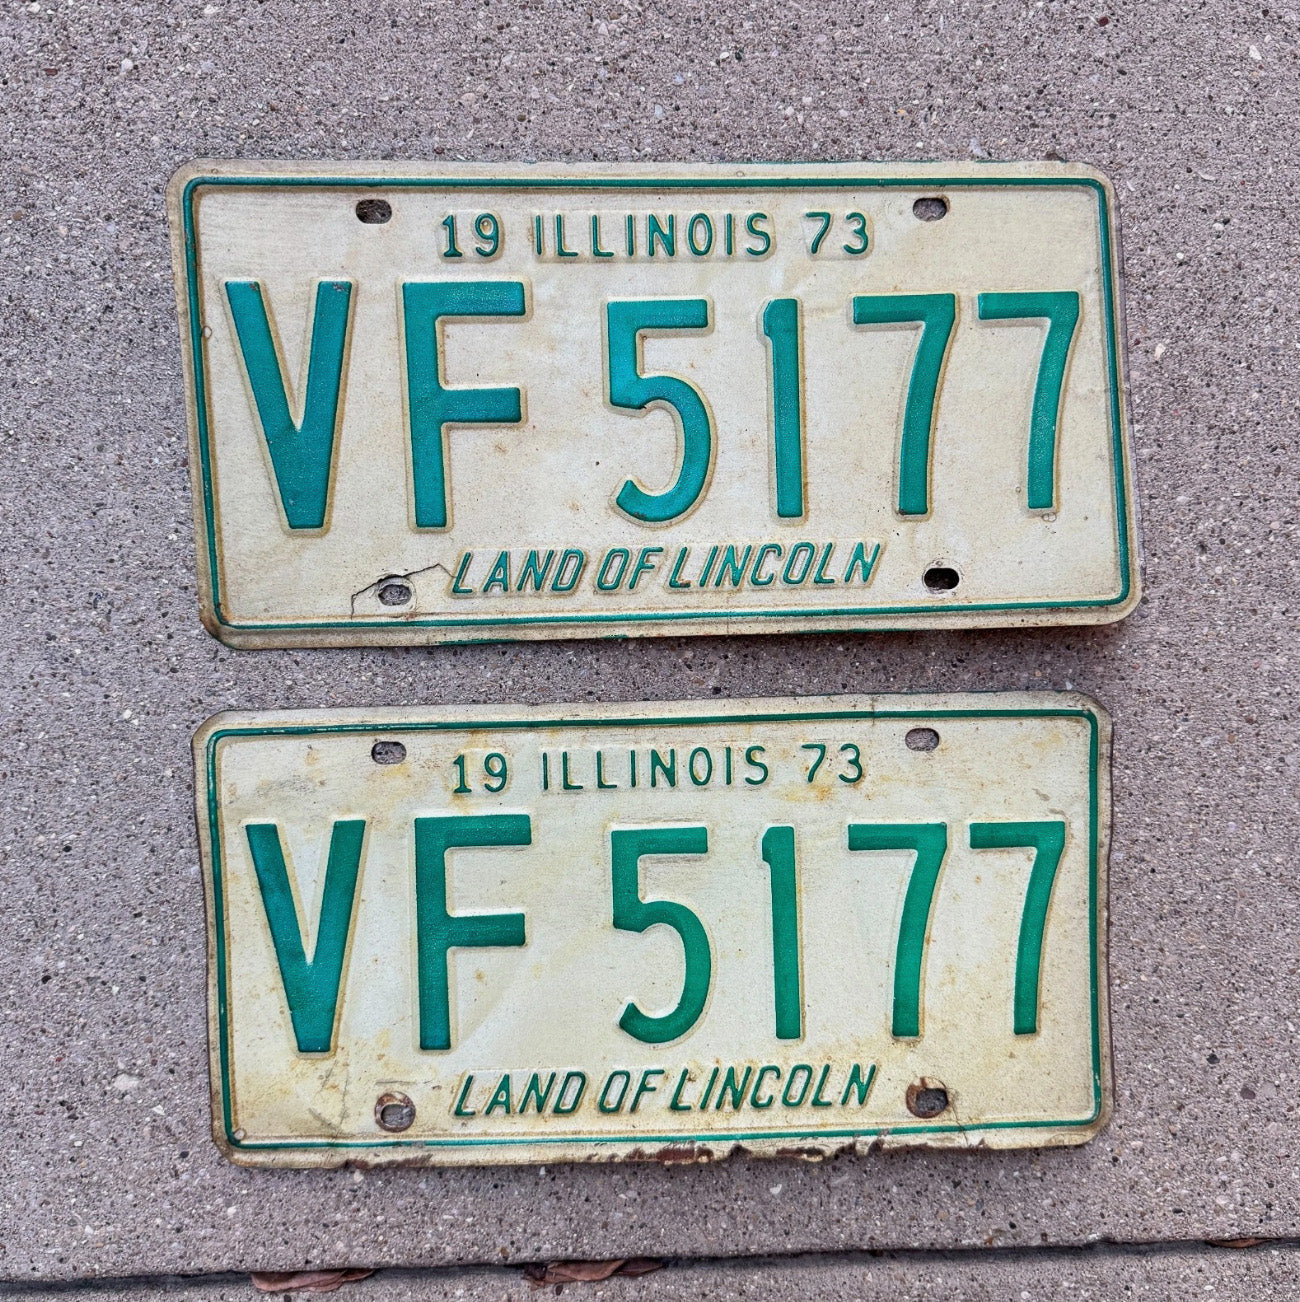 19 ILLINOIS 73
VF 5177
LAND OF LINCOLN
19 ILLINOIS 73
VF 5177
LAND OF LINCOLN